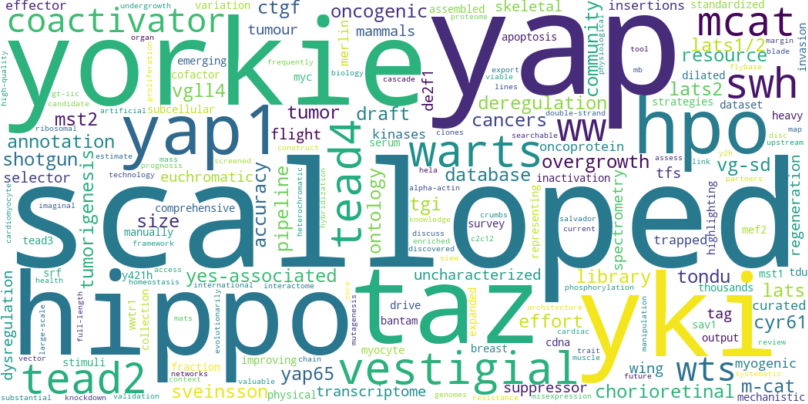 effector
undergrowth
variation
ctgf
oncogenic
assembled
skeletal
insertions
standardized
coactivator
proteome
yorkie
yap
mcat
tumour
mammals
merlin
apoptosis
community
physiological
tool
lats1/2
invasion
high-quality
organ
proliferation
emerging
cofactor
frequently
myc
biology
cascade
de2f1
viable
export
lines
mb
resource
margin
blade
flybase
gt-iic
candidate
vgll4
deregulation
lats2
dilated
strategies
dataset
swh
artificial
subcellular
tumor
draft
cancers
double-strand
heavy
mst2
yap1
flight
kinases
clones
searchable
ww
oncoprotein
hpo
map
disc
upstream
annotation
ribosomal
estimate
mass
prognosis
screened
serum
hela
warts
overgrowth
y2h
assess
link
vg-sd
partners
shotgun
technology
construct
tead4
alpha-actin
inactivation
tfs
selector
euchromatic
accuracy
pipeline
heterochromatic
hybridization
ontology
knowledge
database
representing
spectrometry
trapped
highlighting
regeneration
cardiomyocyte
imaginal
tumorigenesis
comprehensive
size
manually
framework
tgi
crumbs
survey
discuss
enriched
discovered
c2c12
view
salvador
current
mef2
tead3
scalloped
srf
health
y421h
homeostasis
access
yes-associated
uncharacterized
library
tondu
mst1
tdu
thousands
dysregulation
large-scale
full-length
hippo
wwtr1
collection
mats
international
evolutionarily
interactome
core
mutagenesis
taz
drive
bantam
expanded
architecture
phosphorylation
effort
cardiac
yki
manipulation
tag
output
lats
curated
sav1
cyr61
review
vector
networks
stimuli
fraction
context
improving
valuable
chain
myocyte
breast
cdna
trait
muscle
wing
future
myogenic
systematic
tead2
sveinsson
yap65
physical
vestigial
suppressor
wts
m-cat
substantial
knockdown
validation
transcriptome
genomes
resistance
misexpression
chorioretinal
mechanistic